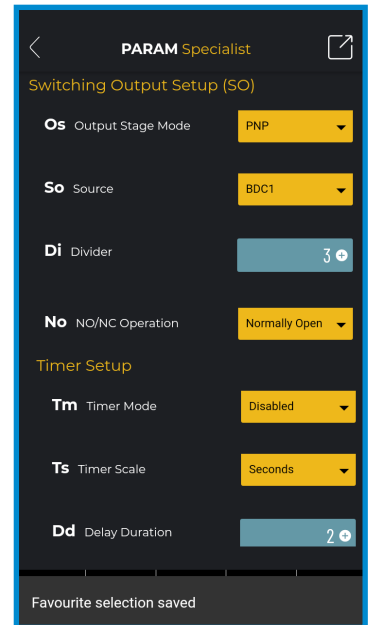 PARAM Specialist
Switching Output Setup (SO)
Os Output Stage Mode PNP
So Source BDC1
Di Divider 3
No NO/NC Operation Normally Open
Timer Setup
Tm Timer Mode Disabled
Ts Timer Scale Seconds
Dd Delay Duration 2
Favourite selection saved